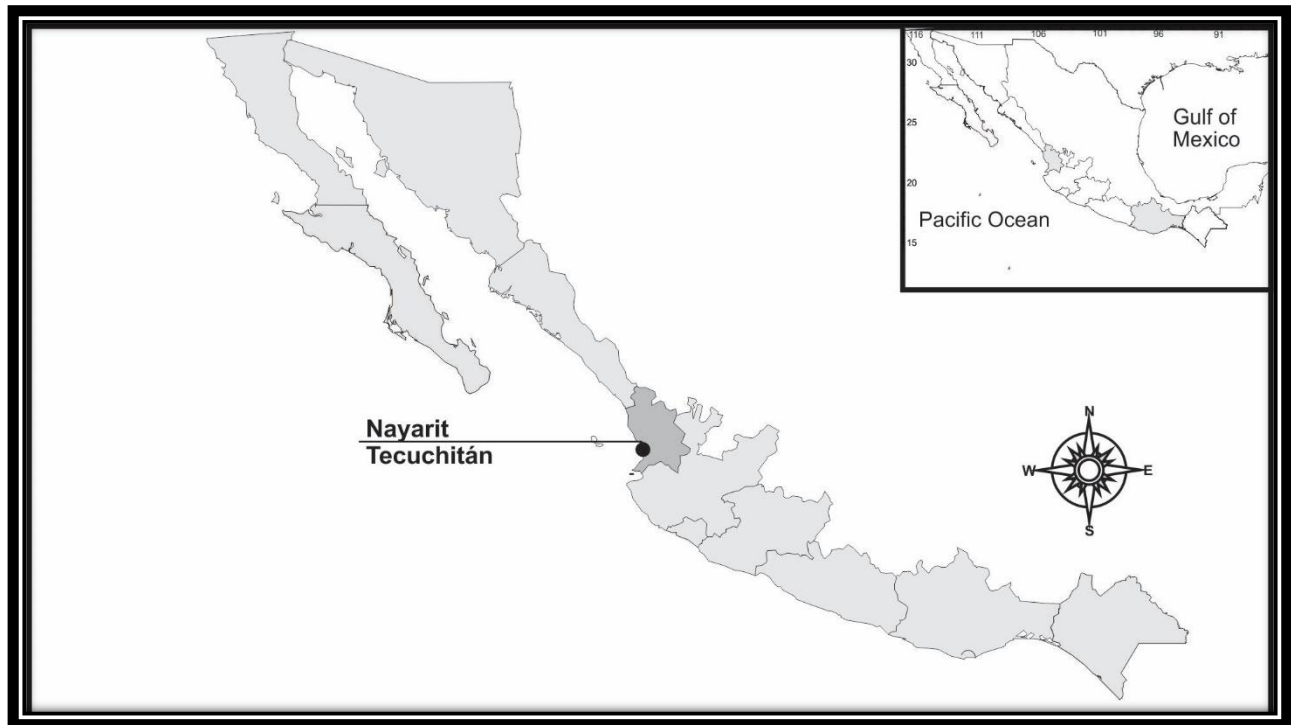 116 111 106 101 96 91
30
25
20
15
Gulf of
Mexico
Pacific Ocean
Nayarit
Tecuchitán
N
W E
S